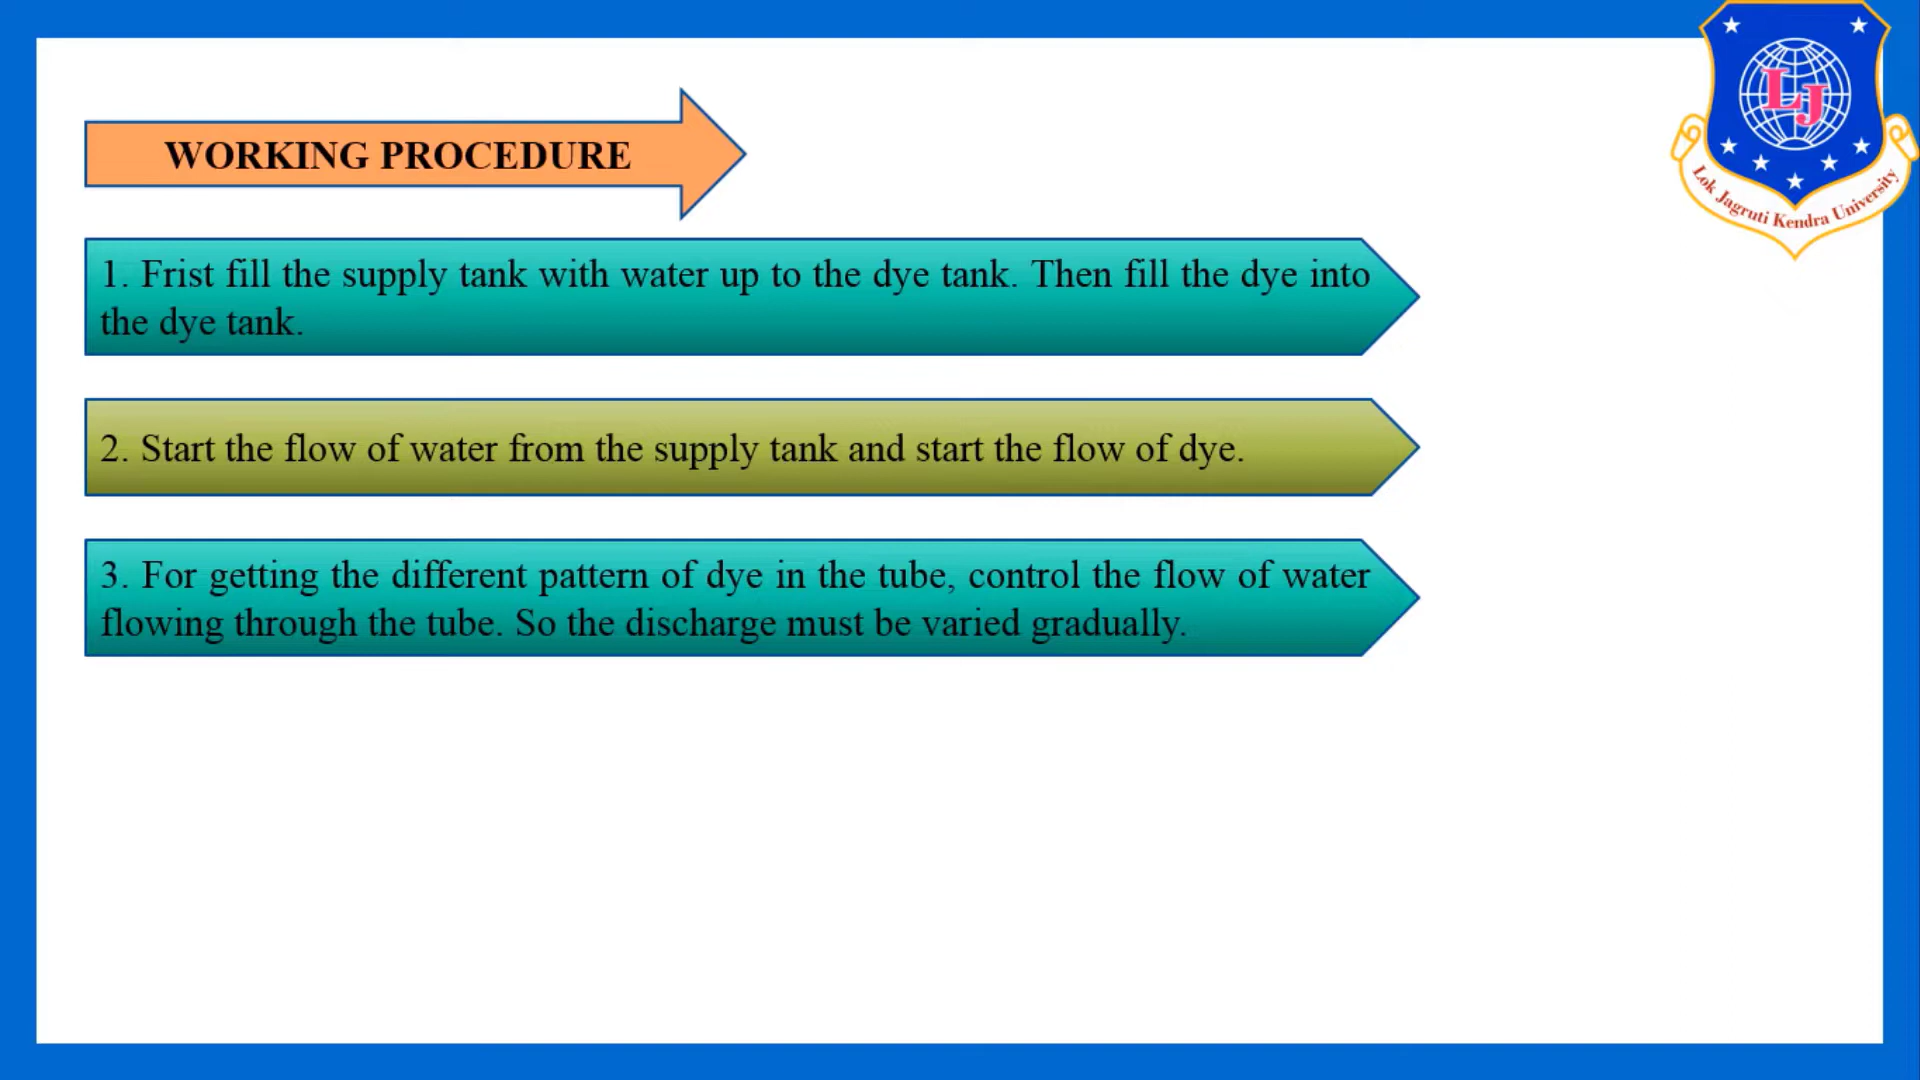 WORKING PROCEDURE
1. Frist fill the supply tank with water up to the dye tank. Then fill the dye into
the dye tank.
2. Start the flow of water from the supply tank and start the flow of dye.
3. For getting the different pattern of dye in the tube, control the flow of water
flowing through the tube. So the discharge must be varied gradually.
LJ
Lok Jagruti Kendra University